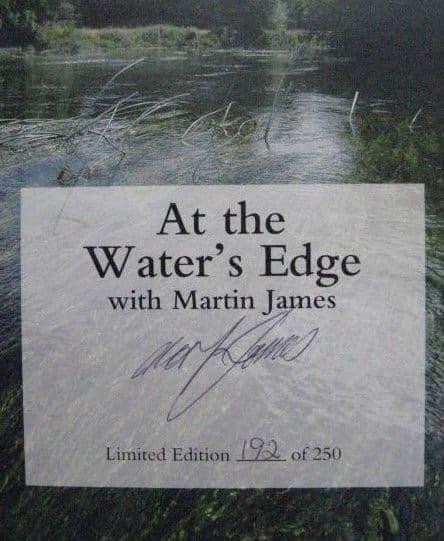 At the
Water's Edge
with Martin James
Limited Edition 192 of 250